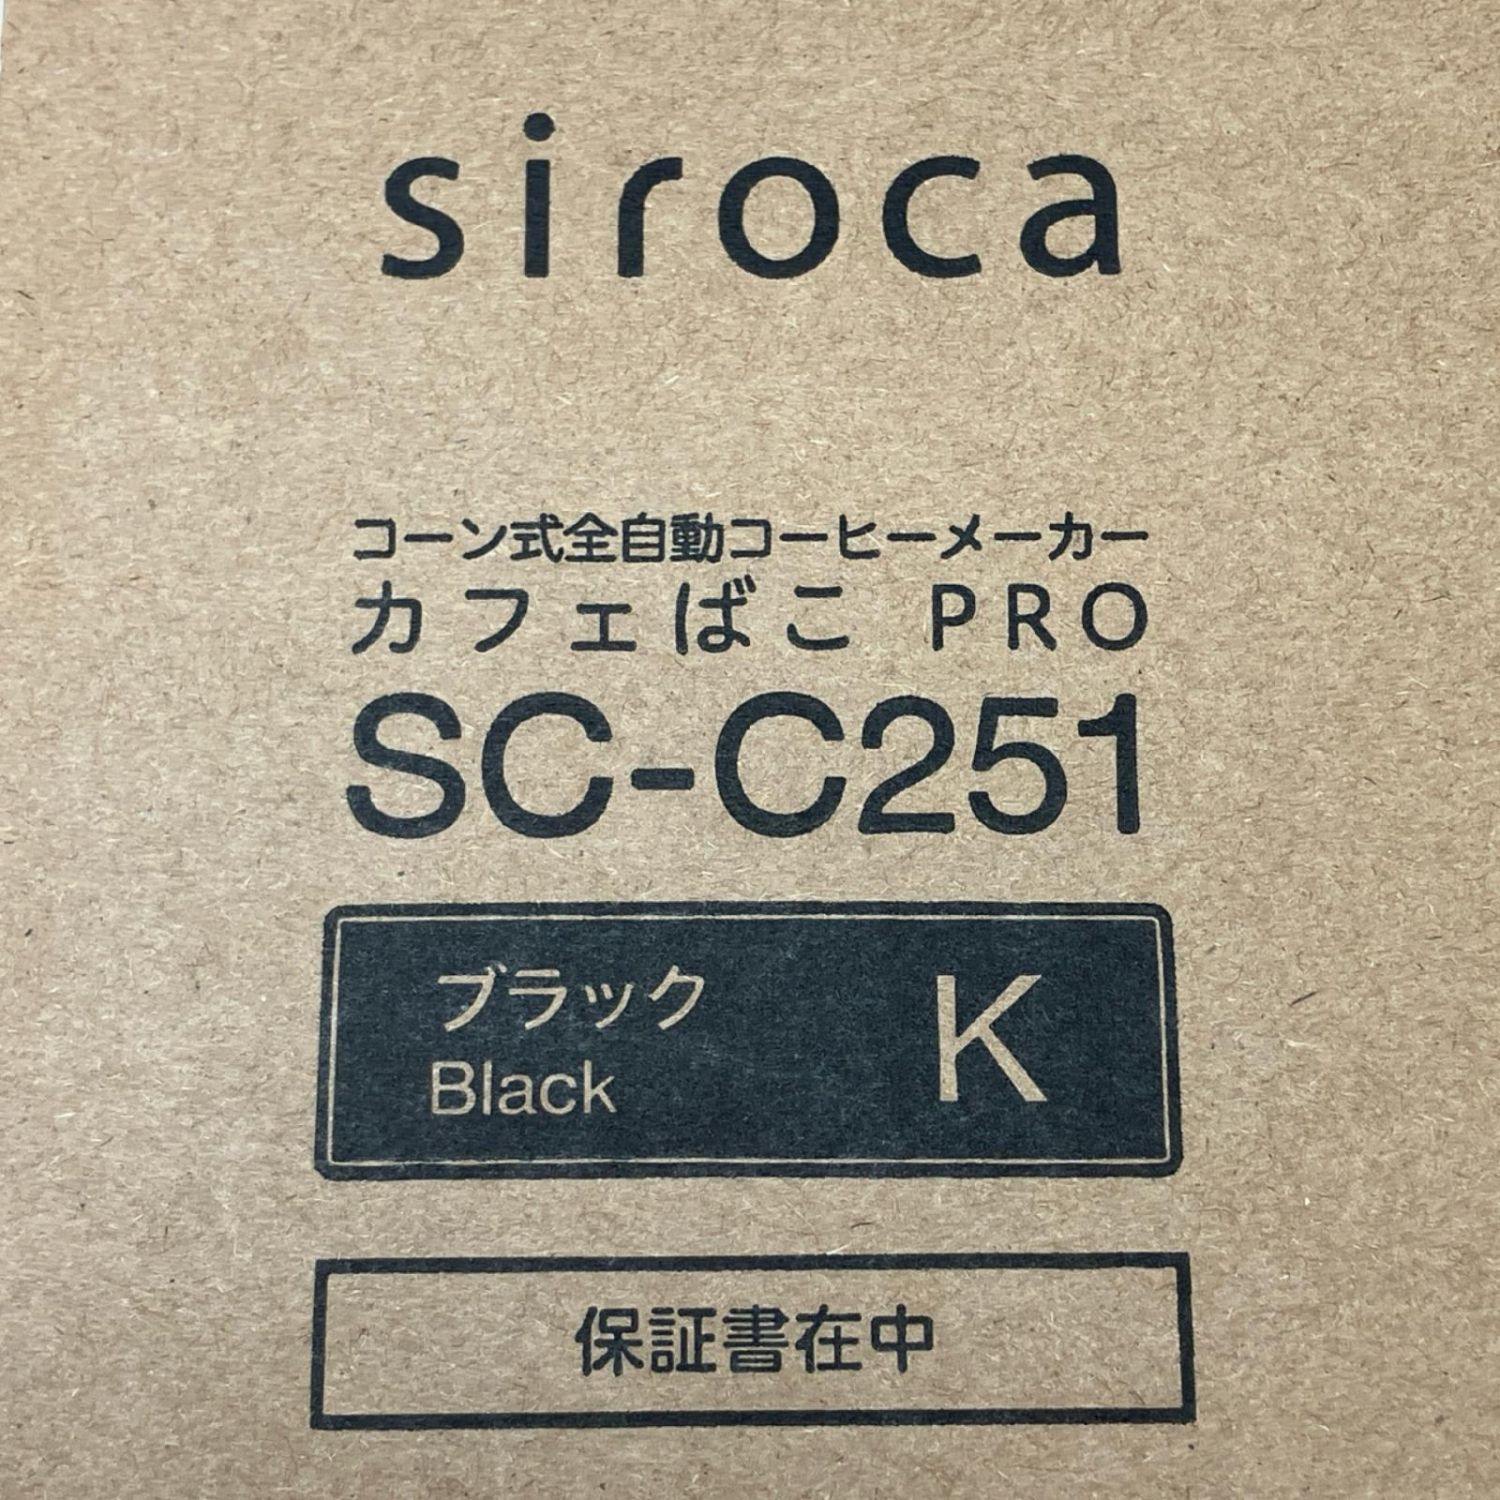 siroca
コーン式全自動コーヒーメーカー
カフェばこ PRO
SC-C251
ブラック
Black
K
保証書在中